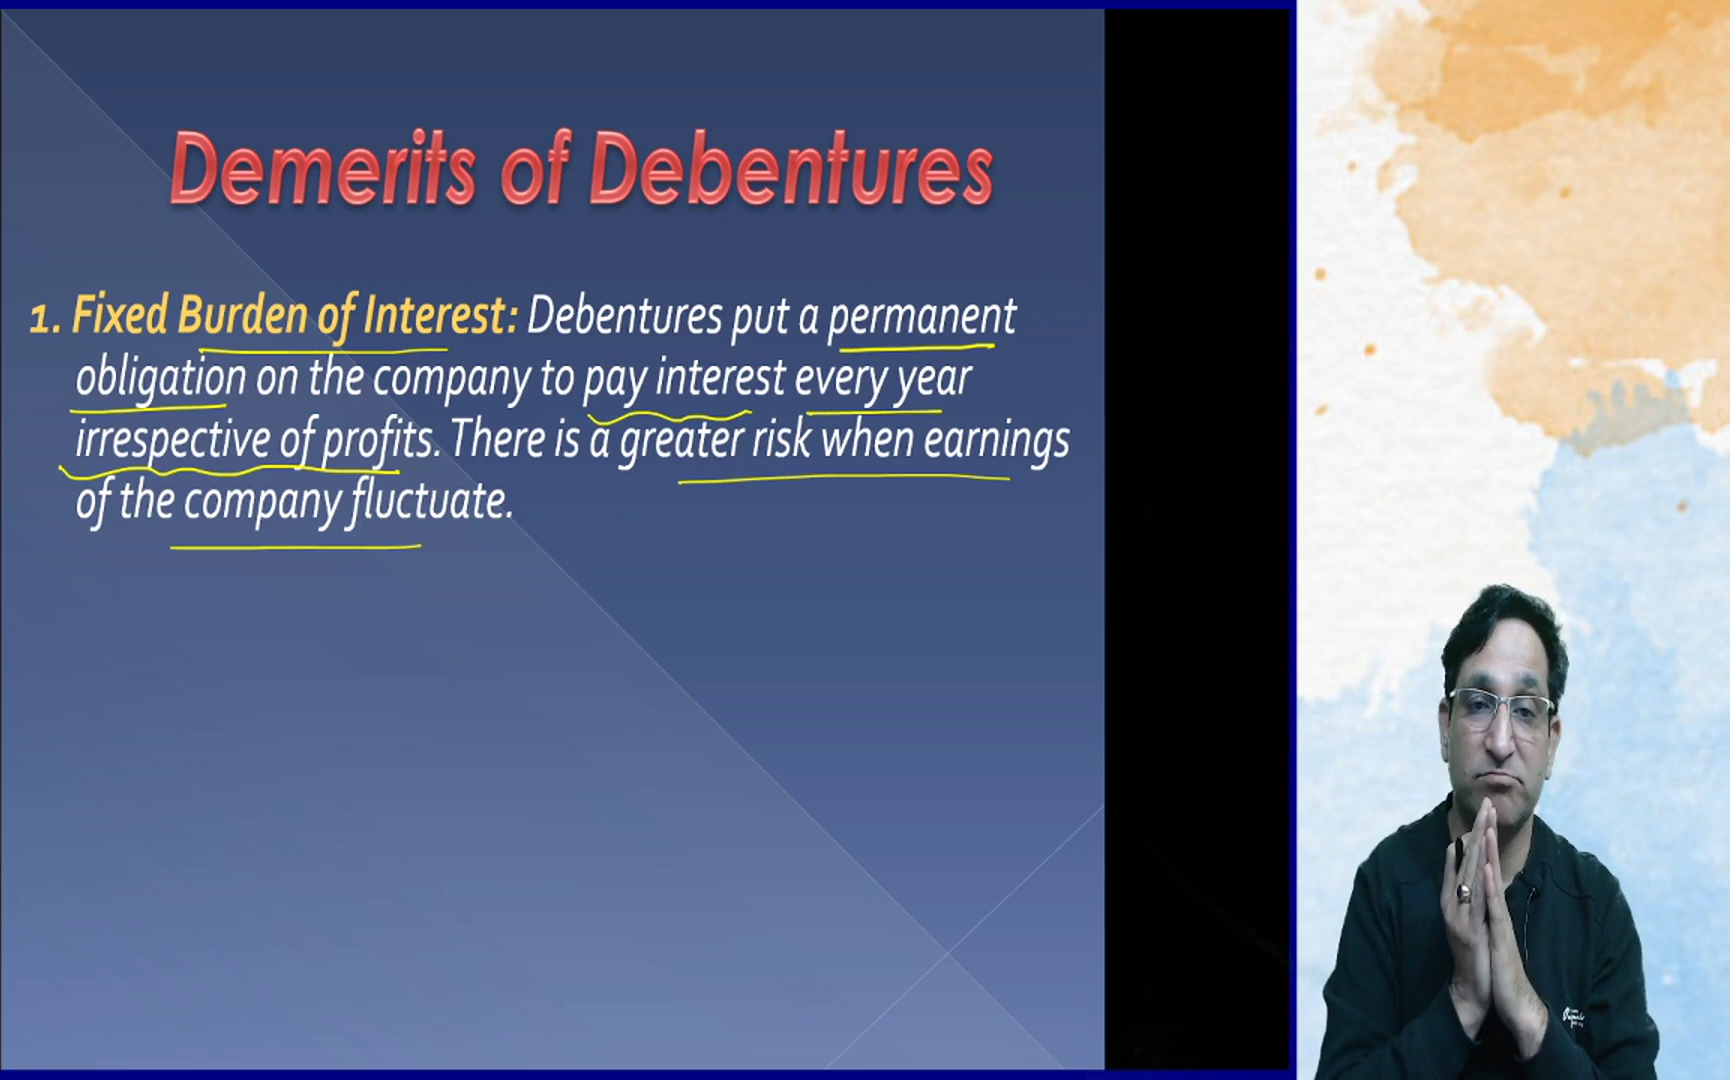 Demerits of Debentures
1. Fixed Burden of Interest: Debentures put a permanent
obligation on the company to pay interest every year
irrespective of profits. There is a greater risk when earnings
of the company fluctuate.